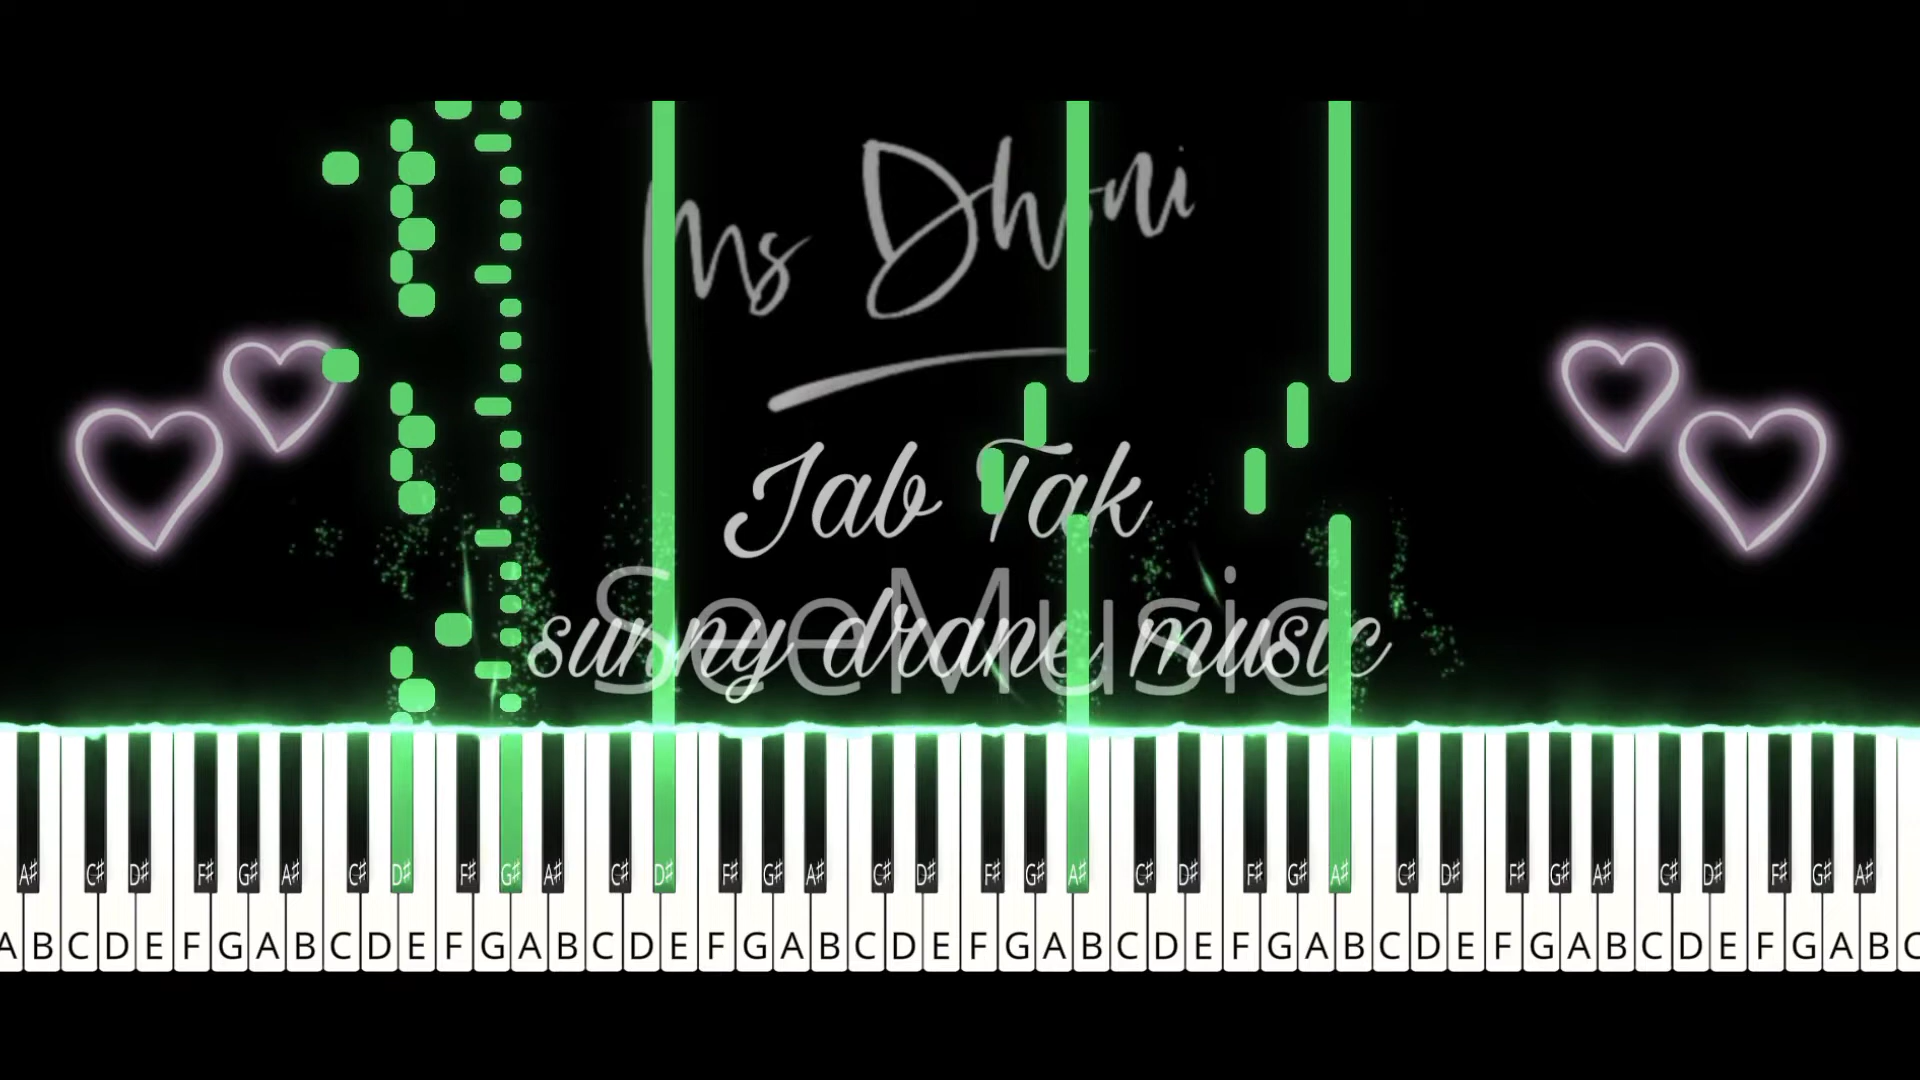 Ms Dhoni
Jab Tak
SeeMusic
sunny drane music
A# C# D# F# G# A# C# D# F# G# A# C# D# F# G# A# C# D# F# G# A# C# D# F# G# A# C# D# F# G# A# C# D# F# G# A#
A B C D E F G A B C D E F G A B C D E F G A B C D E F G A B C D E F G A B C D E F G A B C D E F G A B C